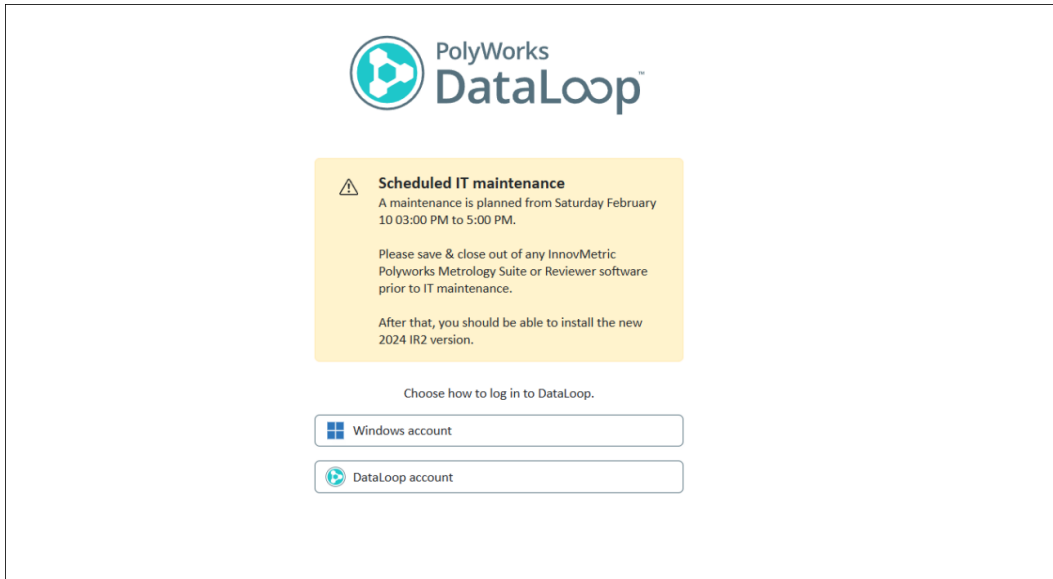 PolyWorks
DataLoop™
Scheduled IT maintenance
A maintenance is planned from Saturday February
10 03:00 PM to 5:00 PM.
Please save & close out of any InnovMetric
Polyworks Metrology Suite or Reviewer software
prior to IT maintenance.
After that, you should be able to install the new
2024 IR2 version.
Choose how to log in to DataLoop.
Windows account
DataLoop account